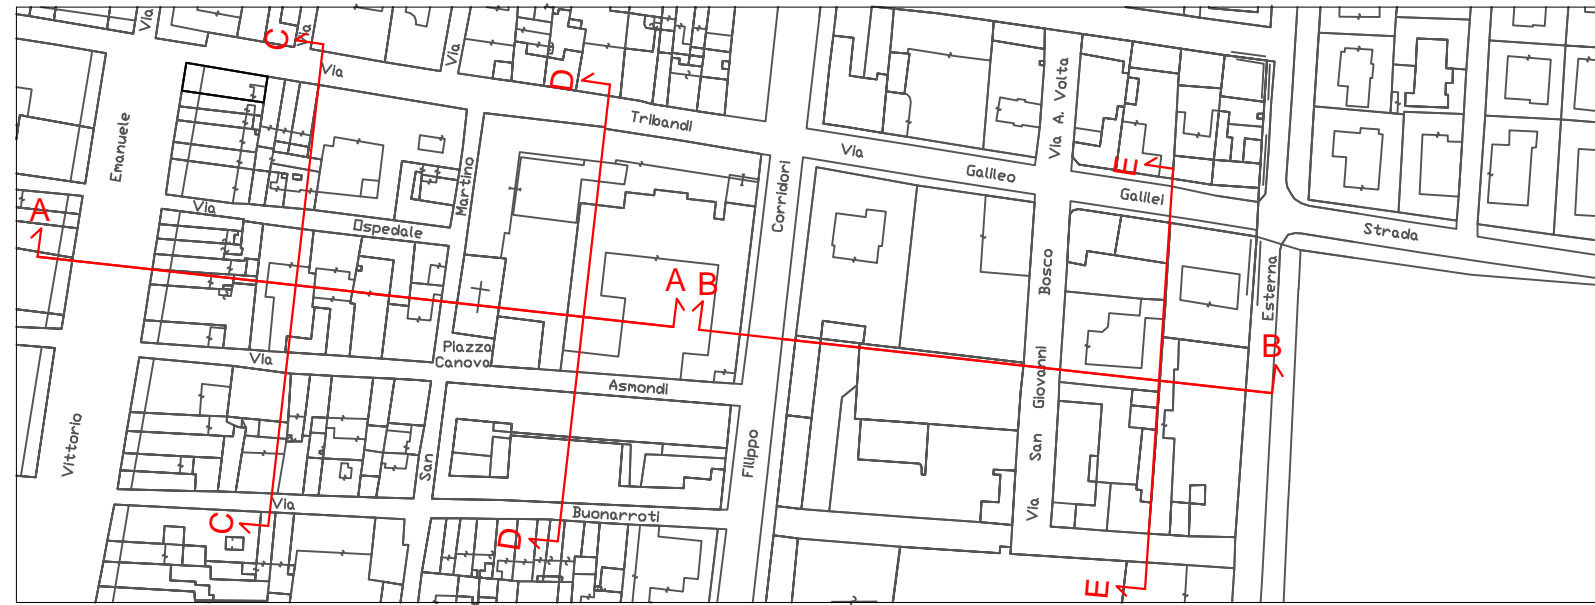 Via
Via
Via
C
Via
D
Tribandi
Via A. Volta
Via
Galileo
E
Galilei
Strada
Emanuele
Martino
Corridori
Via
Ospedale
A
A
B
Bosco
Esterna
B
Piazza
Canova
Via
Asmondi
Giovanni
San
Via
Vittorio
San
Filippo
Via
Buonarroti
C
D
E